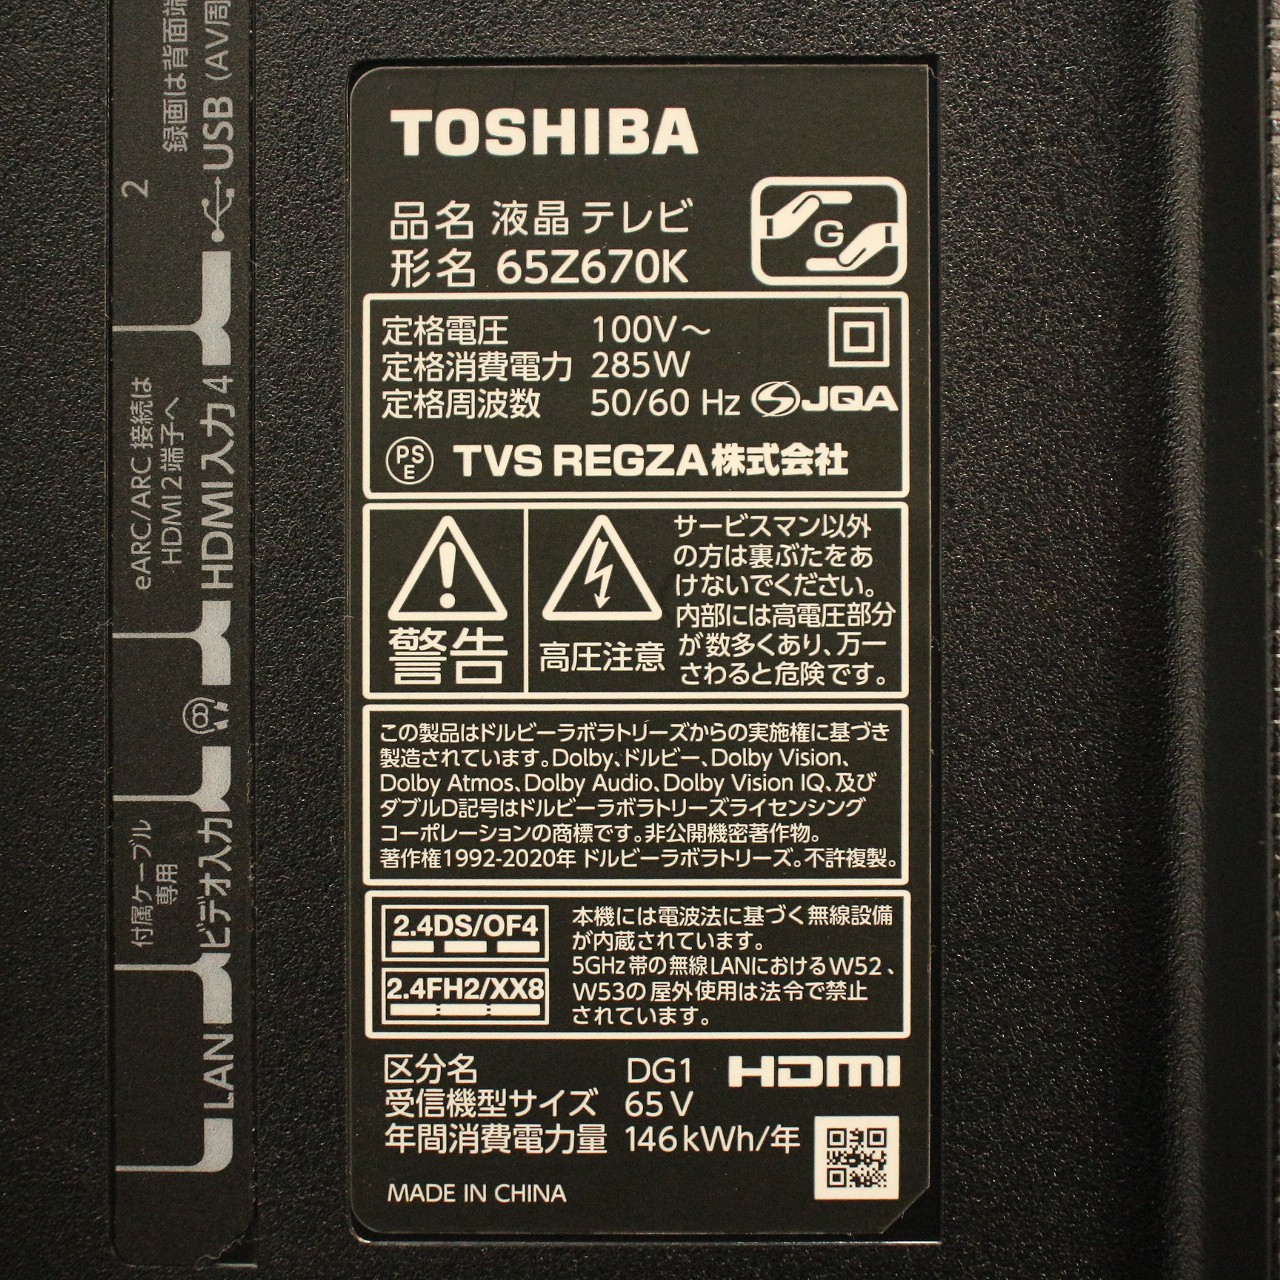 TOSHIBA
品名 液晶テレビ
形名 65Z670K
G
定格電圧 100V～
定格消費電力 285W
定格周波数 50/60 Hz
JQA
PS
E
TVS REGZA株式会社
警告
高圧注意
サービスマン以外
の方は裏ぶたをあ
けないでください。
内部には高電圧部分
が数多くあり、万一
さわると危険です。
この製品はドルビーラボラトリーズからの実施権に基づき
製造されています。Dolby、ドルビー、Dolby Vision、
Dolby Atmos、Dolby Audio、Dolby Vision IQ、及び
ダブルD記号はドルビーラボラトリーズライセンシング
コーポレーションの商標です。非公開機密著作物。
著作権1992-2020年 ドルビーラボラトリーズ。不許複製。
2.4DS/OF4
2.4FH2/XX8
本機には電波法に基づく無線設備
が内蔵されています。
5GHz帯の無線LANにおけるW52、
W53の屋外使用は法令で禁止
されています。
区分名 DG1
HDMI
受信機型サイズ 65V
年間消費電力量 146kWh/年
MADE IN CHINA
2
録画は背面端
USB (AV周
eARC/ARC 接続は
HDMI2端子へ
HDMI入力4
付属ケーブル
専用
ビデオ入力
LAN